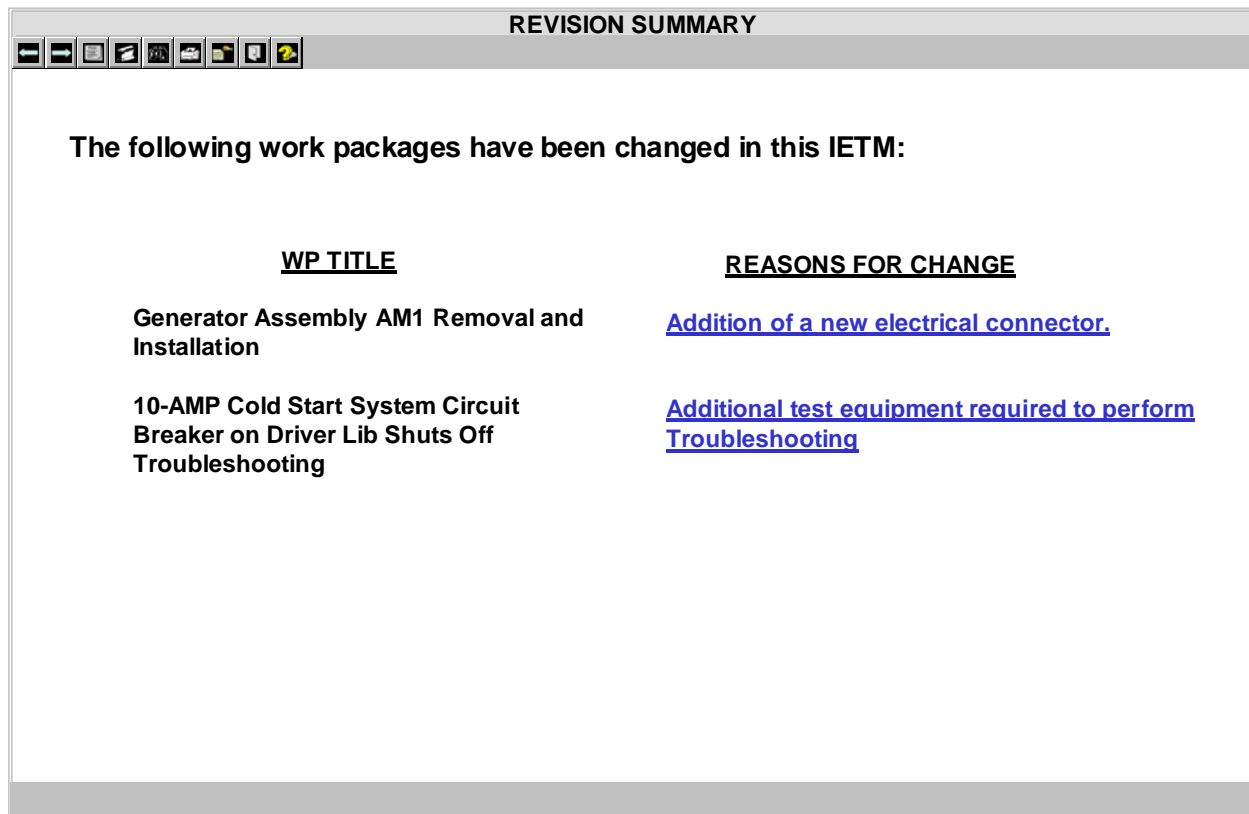 REVISION SUMMARY
The following work packages have been changed in this IETM:
WP TITLE
REASONS FOR CHANGE
Generator Assembly AM1 Removal and
Installation
Addition of a new electrical connector.
10-AMP Cold Start System Circuit
Breaker on Driver Lib Shuts Off
Troubleshooting
Additional test equipment required to perform
Troubleshooting